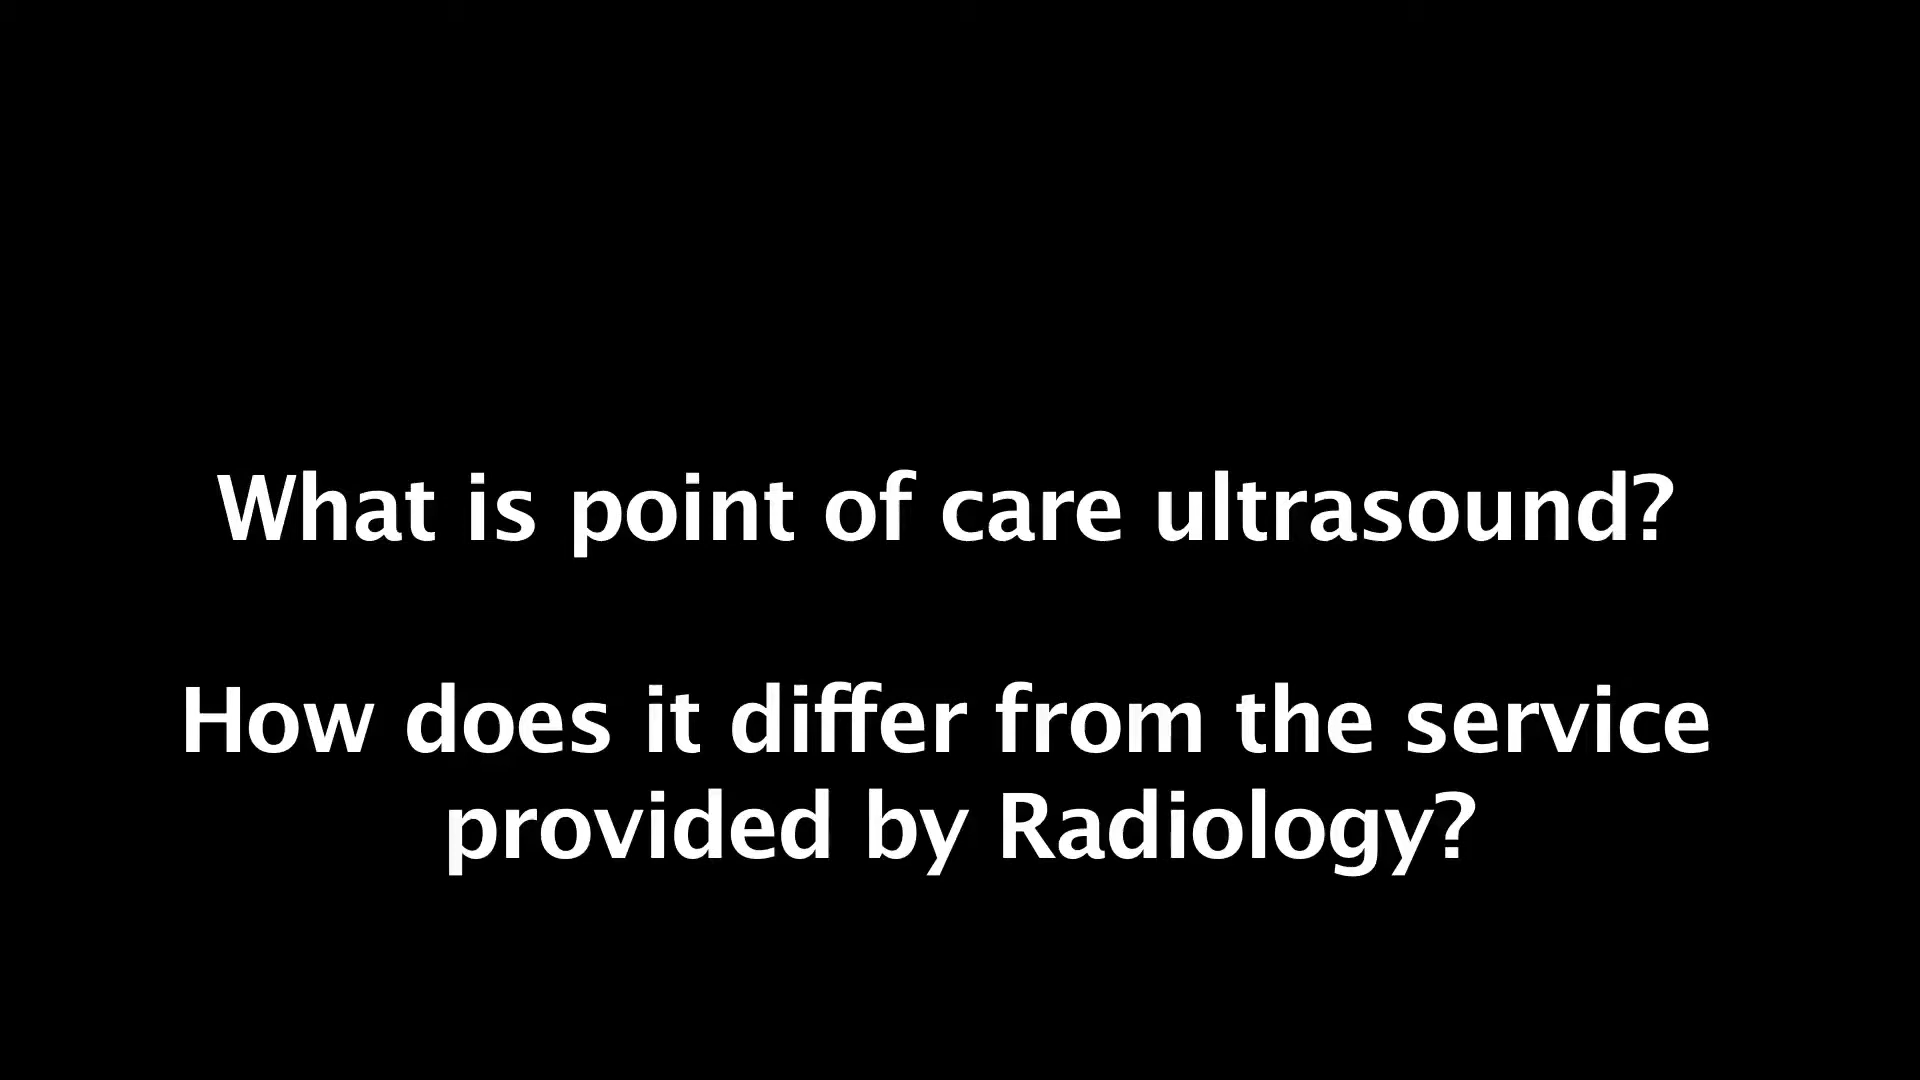 What is point of care ultrasound?
How does it differ from the service
provided by Radiology?